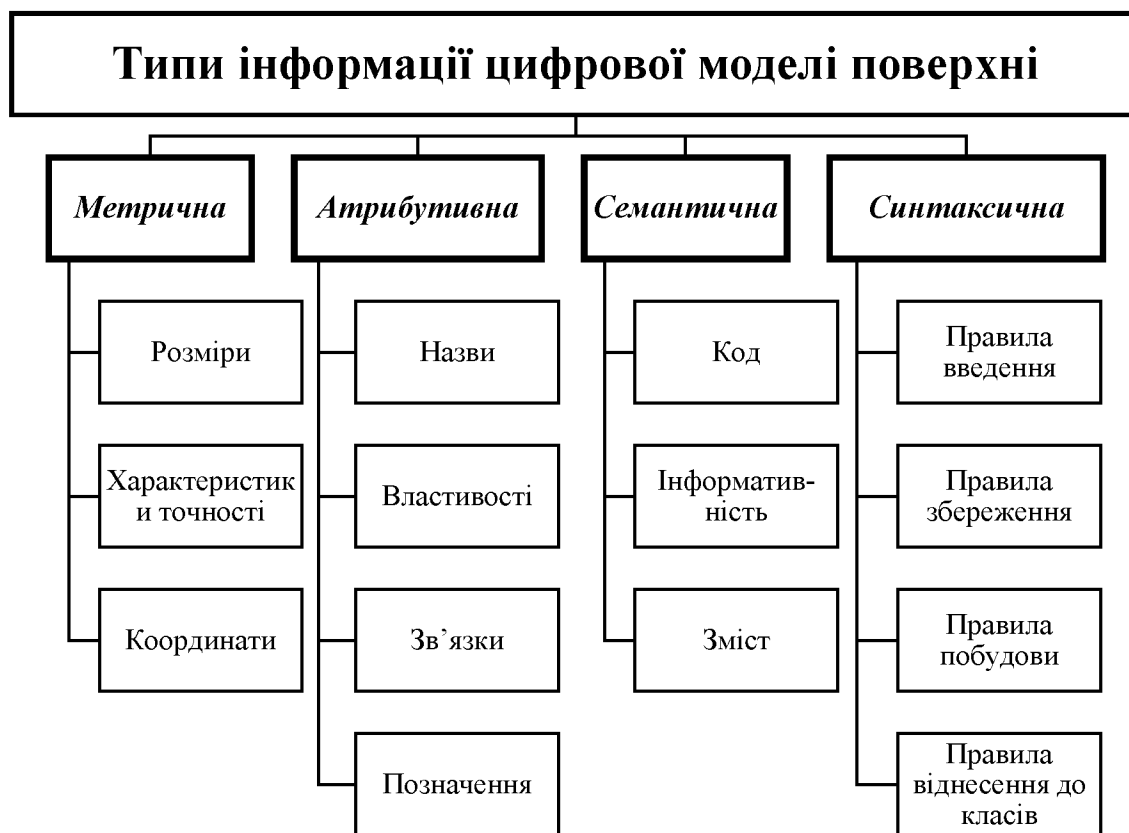 Типи інформації цифрової моделі поверхні
Метрична
Атрибутивна
Семантична
Синтаксична
Розміри
Характеристик
и точності
Координати
Назви
Властивості
Зв’язки
Позначення
Код
Інформатив-
ність
Зміст
Правила
введення
Правила
збереження
Правила
побудови
Правила
віднесення до
класів